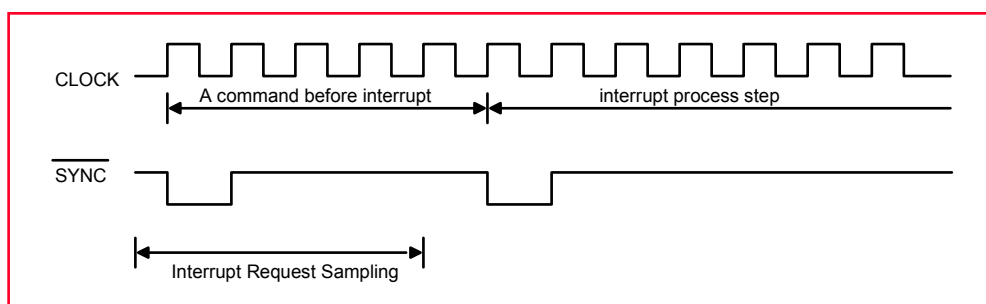 CLOCK
A command before interrupt
interrupt process step
SYNC
Interrupt Request Sampling